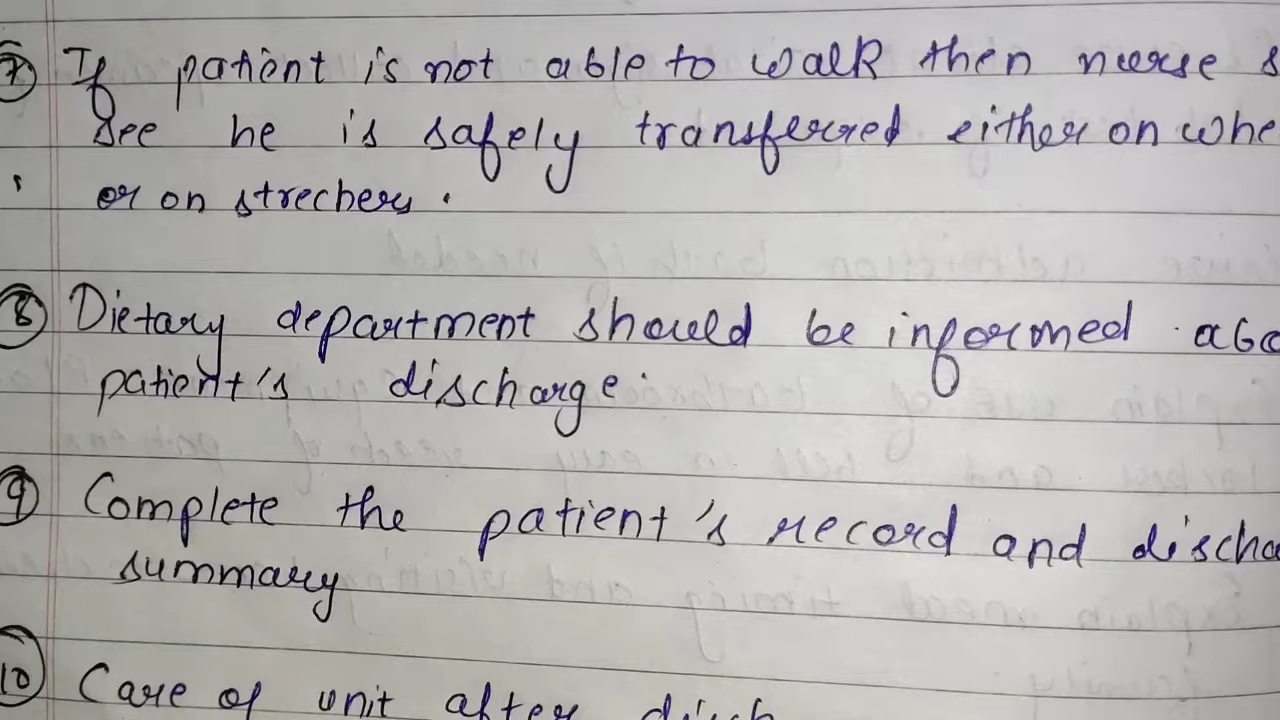 7 If patient is not able to walk then nurse s
see he is safely transferred either on whe
or on strechers.
8 Dietary department should be informed abo
patient's discharge.
9 Complete the patient's record and discha
summary
10 Care of unit after disch